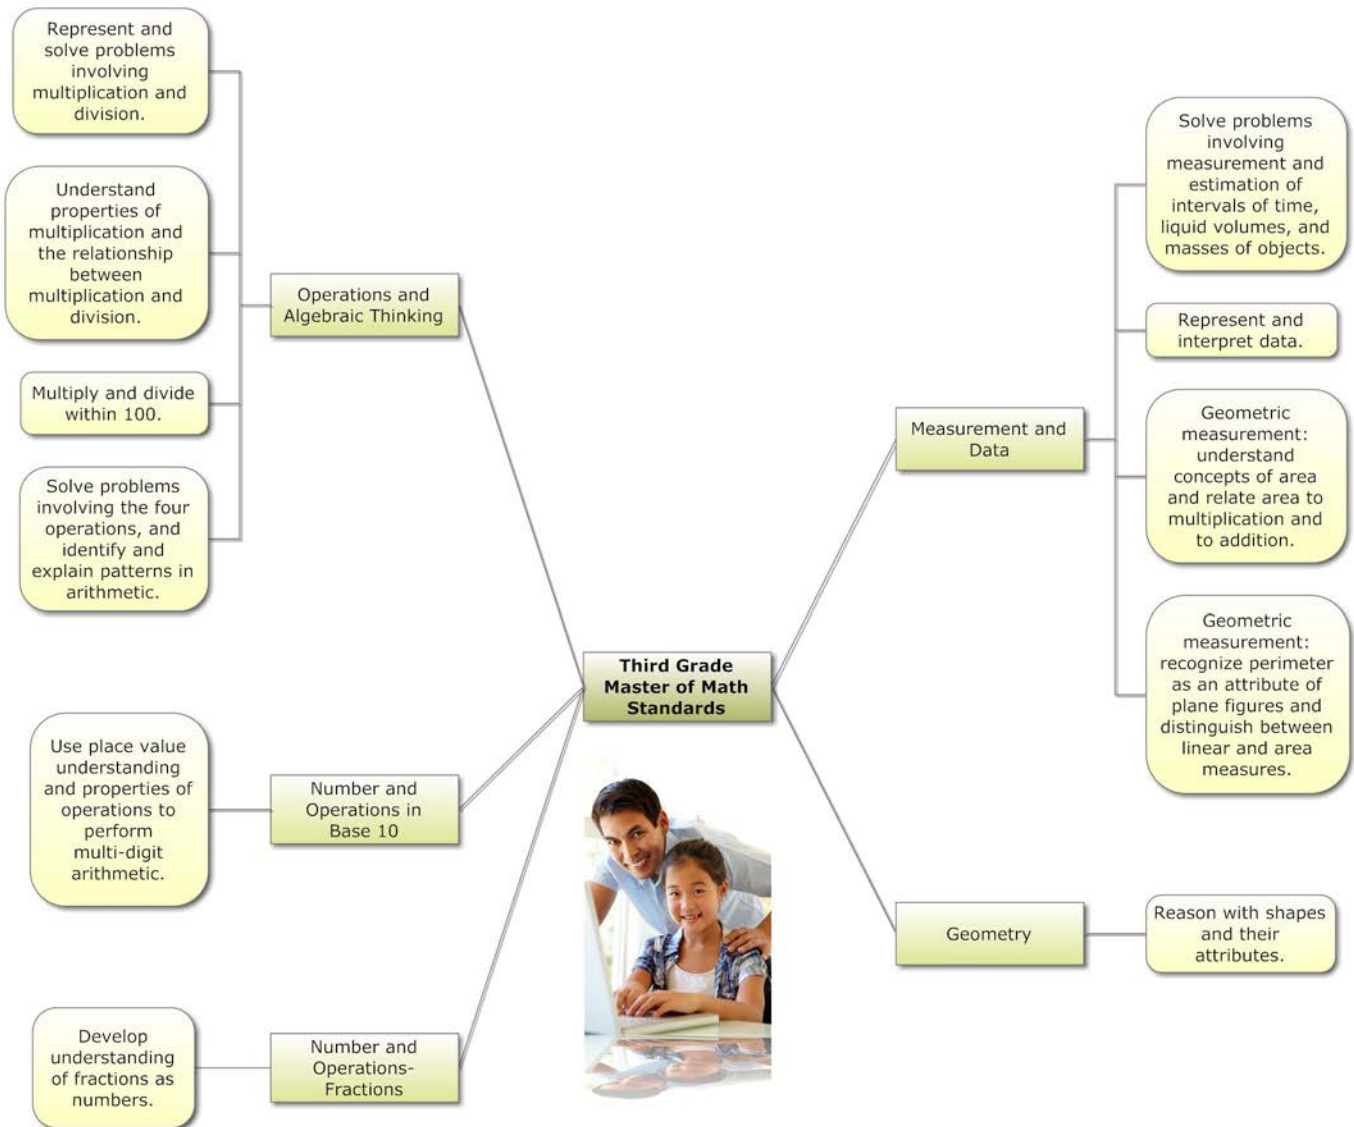 Represent and
solve problems
involving
multiplication and
division.
Understand
properties of
multiplication and
the relationship
between
multiplication and
division.
Multiply and divide
within 100.
Solve problems
involving the four
operations, and
identify and
explain patterns in
arithmetic.
Operations and
Algebraic Thinking
Use place value
understanding
and properties of
operations to
perform
multi-digit
arithmetic.
Number and
Operations in
Base 10
Develop
understanding
of fractions as
numbers.
Number and
Operations-
Fractions
Third Grade
Master of Math
Standards
Measurement and
Data
Solve problems
involving
measurement and
estimation of
intervals of time,
liquid volumes, and
masses of objects.
Represent and
interpret data.
Geometric
measurement:
understand
concepts of area
and relate area to
multiplication and
to addition.
Geometric
measurement:
recognize perimeter
as an attribute of
plane figures and
distinguish between
linear and area
measures.
Geometry
Reason with shapes
and their
attributes.